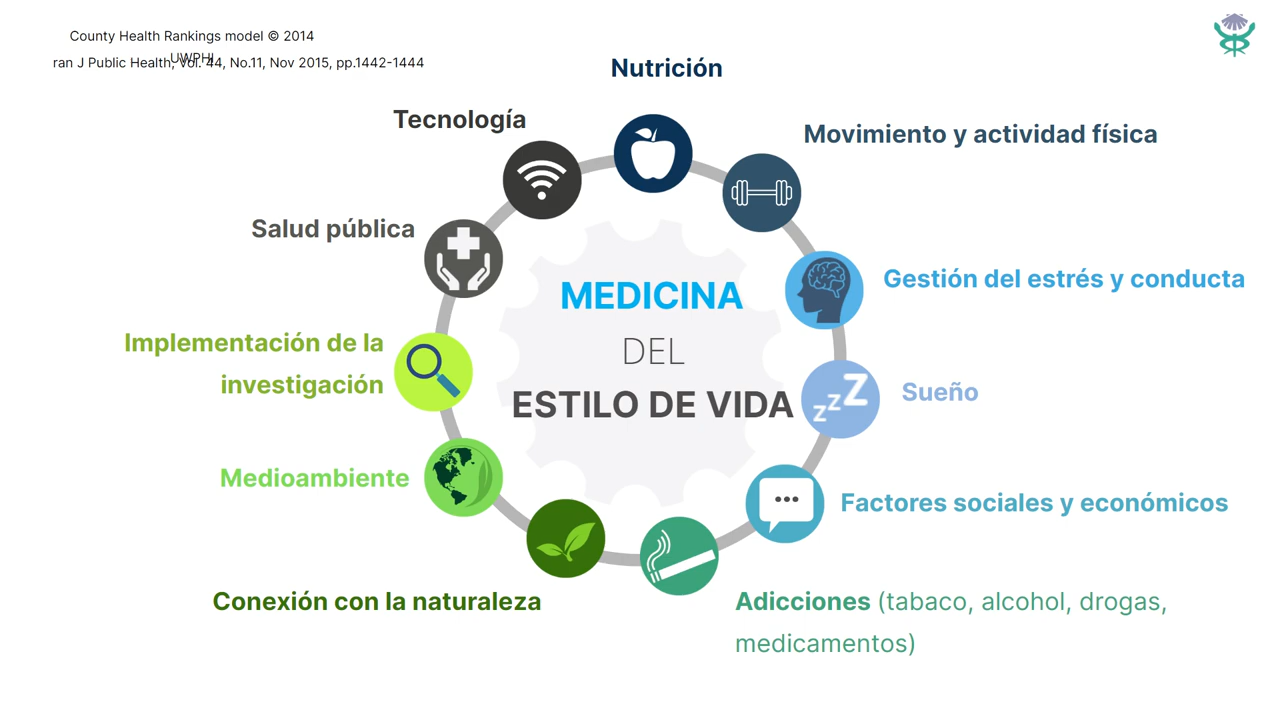 County Health Rankings model © 2014
UWPHI
ran J Public Health, Vol. 44, No.11, Nov 2015, pp.1442-1444
Nutrición
Tecnología
Movimiento y actividad física
Salud pública
Gestión del estrés y conducta
MEDICINA
DEL
ESTILO DE VIDA
Implementación de la
investigación
Sueño
Medioambiente
Factores sociales y económicos
Conexión con la naturaleza
Adicciones (tabaco, alcohol, drogas,
medicamentos)
zzZ